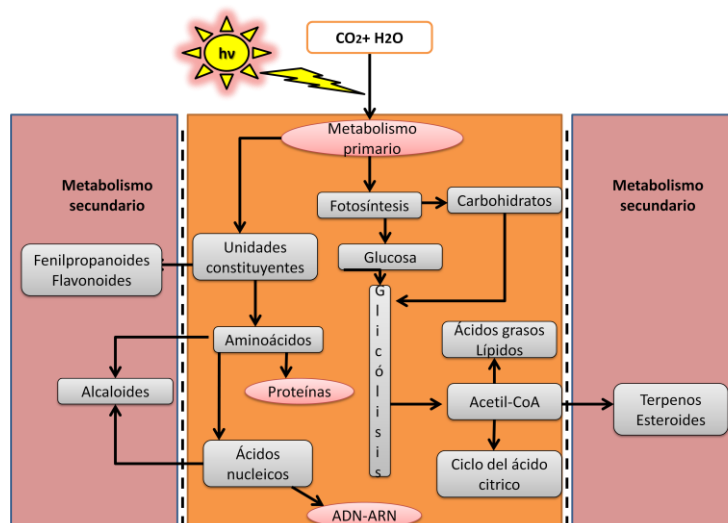 hv
CO2+ H2O
Metabolismo
primario
Metabolismo
secundario
Metabolismo
secundario
Fotosíntesis
Carbohidratos
Unidades
constituyentes
Glucosa
Fenilpropanoides
Flavonoides
Glicólisis
Aminoácidos
Ácidos grasos
Lípidos
Alcaloides
Proteínas
Acetil-CoA
Terpenos
Esteroides
Ácidos
nucleicos
Ciclo del ácido
citrico
ADN-ARN